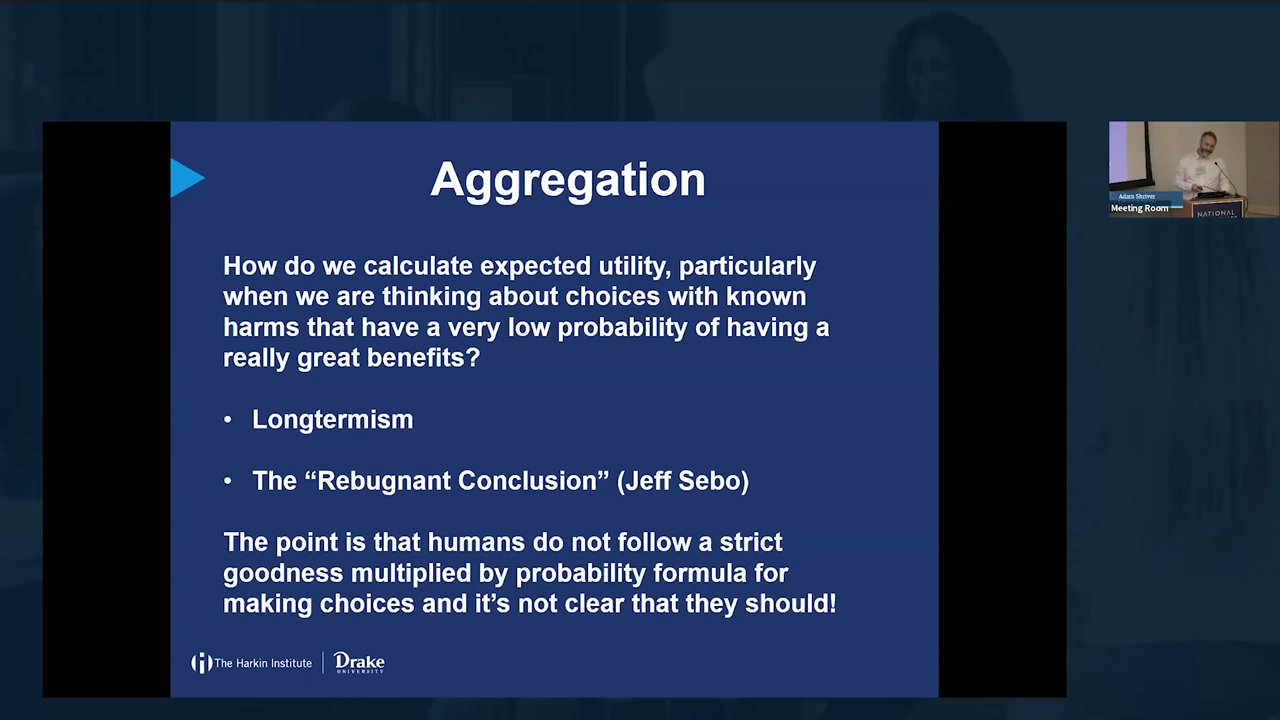 Aggregation
How do we calculate expected utility, particularly
when we are thinking about choices with known
harms that have a very low probability of having a
really great benefits?
• Longtermism
• The “Rebugnant Conclusion” (Jeff Sebo)
The point is that humans do not follow a strict
goodness multiplied by probability formula for
making choices and it’s not clear that they should!
The Harkin Institute
Drake
UNIVERSITY
Adam Shriver
Meeting Room
NATIONAL